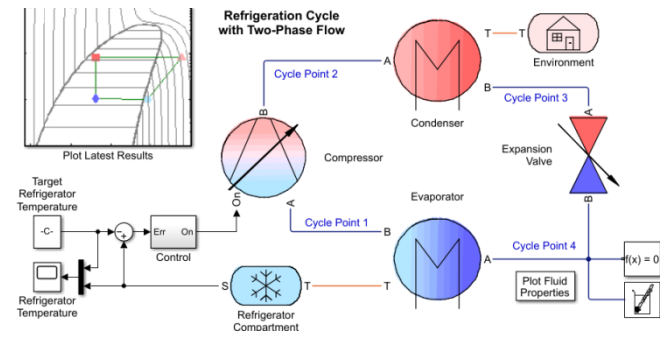 Refrigeration Cycle
with Two-Phase Flow
Plot Latest Results
Cycle Point 2
A
Condenser
B
T
T
Environment
Cycle Point 3
A
Expansion
Valve
B
B
Compressor
On
A
Cycle Point 1
Evaporator
B
A
T
Cycle Point 4
Plot Fluid
Properties
f(x) = 0
Target
Refrigerator
Temperature
-C-
+
-
Err
On
Control
Refrigerator
Temperature
S
T
Refrigerator
Compartment